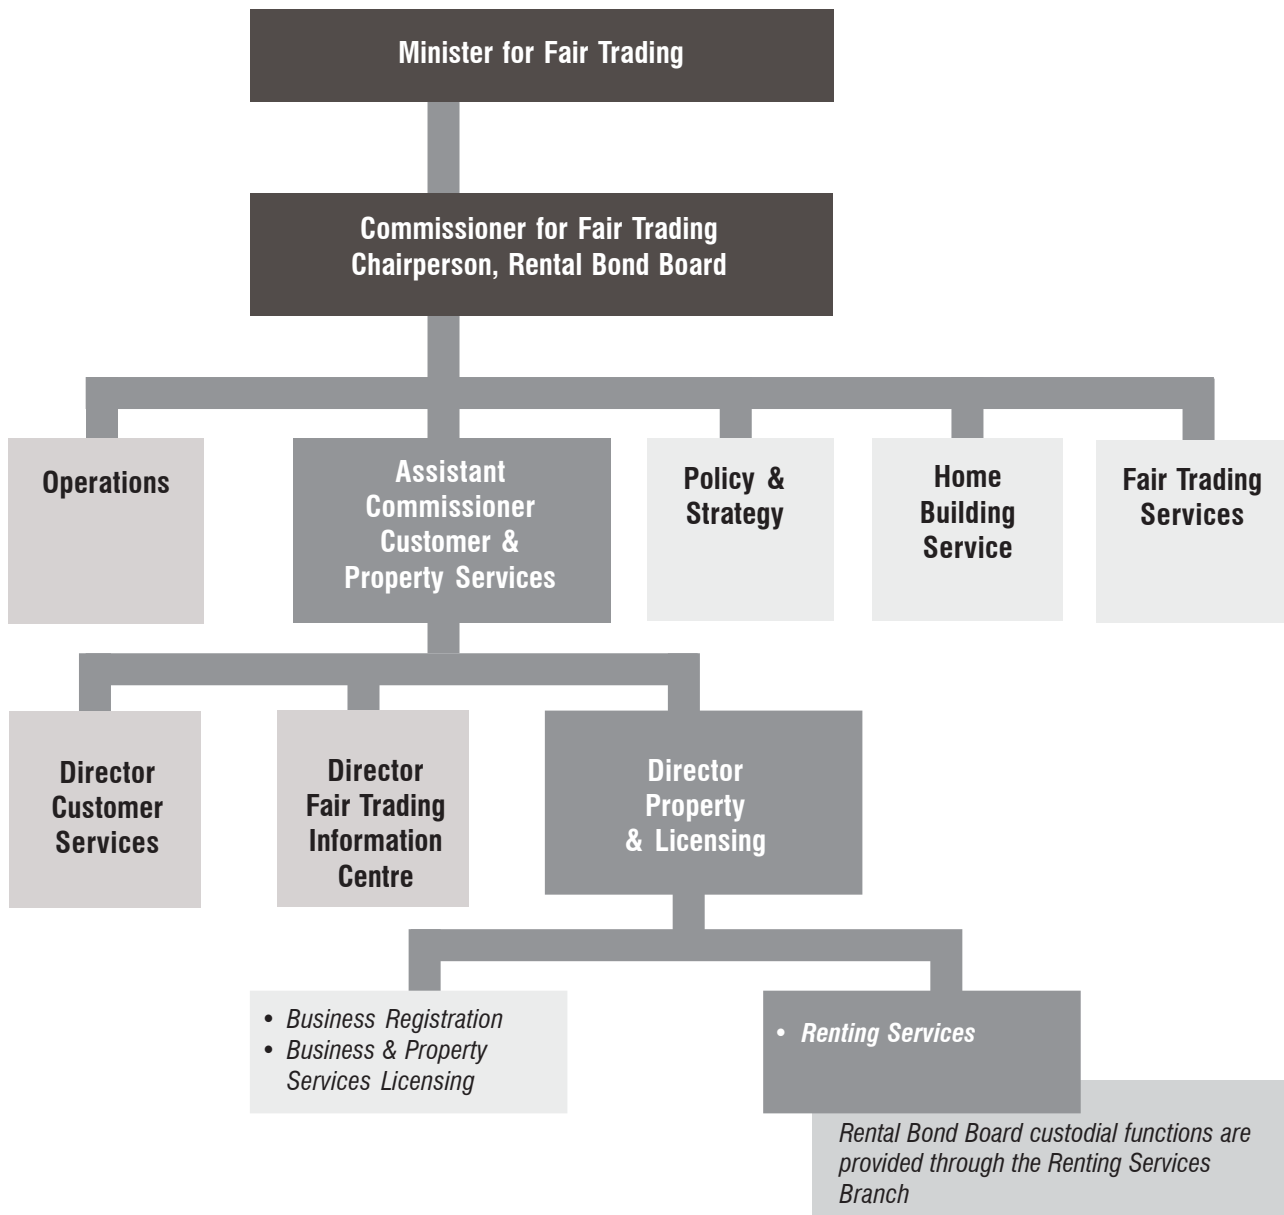 Minister for Fair Trading
Commissioner for Fair Trading
Chairperson, Rental Bond Board
Operations
Assistant
Commissioner
Customer &
Property Services
Policy &
Strategy
Home
Building
Service
Fair Trading
Services
Director
Customer
Services
Director
Fair Trading
Information
Centre
Director
Property
& Licensing
• Business Registration
• Business & Property
Services Licensing
• Renting Services
Rental Bond Board custodial functions are
provided through the Renting Services
Branch